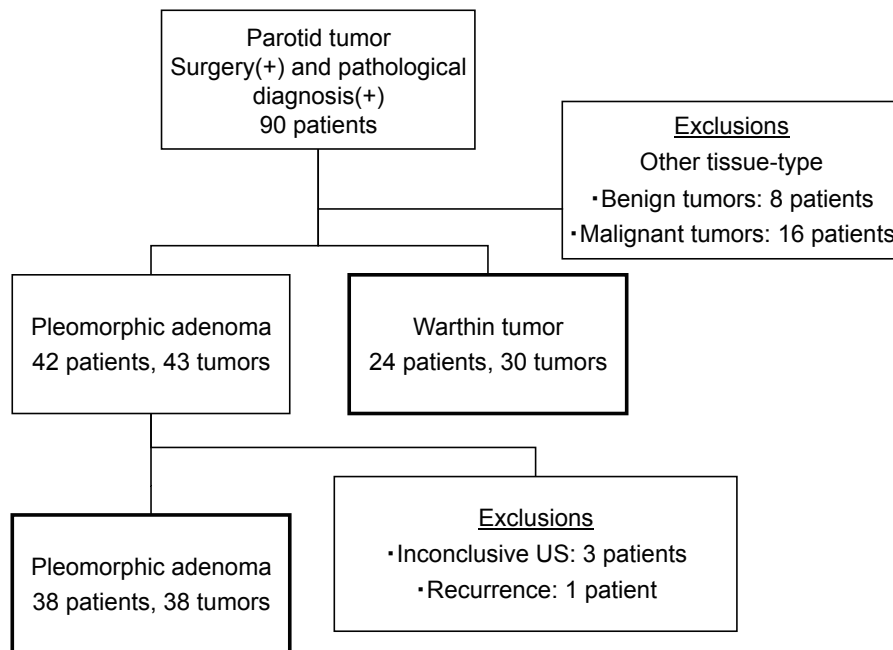 Parotid tumor
Surgery(+) and pathological
diagnosis(+)
90 patients
Exclusions
Other tissue-type
・Benign tumors: 8 patients
・Malignant tumors: 16 patients
Pleomorphic adenoma
42 patients, 43 tumors
Warthin tumor
24 patients, 30 tumors
Exclusions
・Inconclusive US: 3 patients
・Recurrence: 1 patient
Pleomorphic adenoma
38 patients, 38 tumors